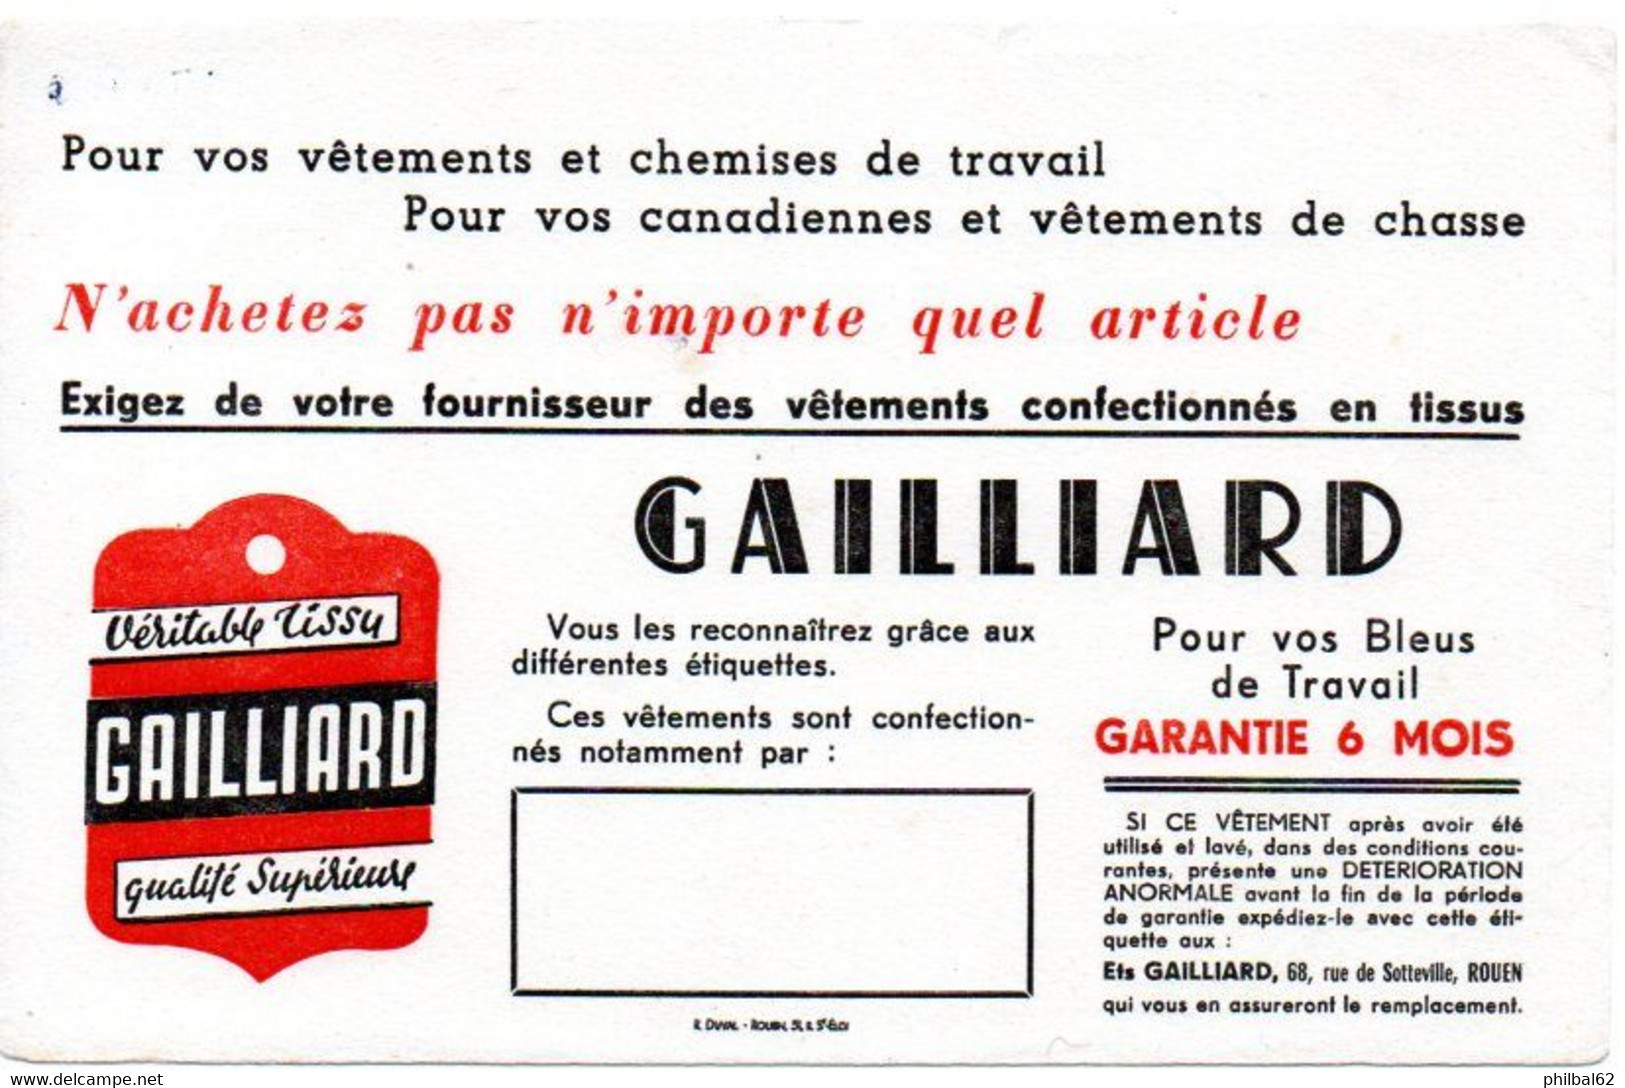 Pour vos vêtements et chemises de travail
Pour vos canadiennes et vêtements de chasse
N'achetez pas n'importe quel article
Exigez de votre fournisseur des vêtements confectionnés en tissus
GAILLIARD
Véritable Tissu
GAILLIARD
qualité Supérieure
Vous les reconnaîtrez grâce aux
différentes étiquettes.
Ces vêtements sont confection-
nés notamment par :
Pour vos Bleus
de Travail
GARANTIE 6 MOIS
SI CE VÊTEMENT après avoir été
utilisé et lavé, dans des conditions cou-
rantes, présente une DETERIORATION
ANORMALE avant la fin de la période
de garantie expédiez-le avec cette éti-
quette aux :
Ets GAILLIARD, 68, rue de Sotteville, ROUEN
qui vous en assureront le remplacement.
R. DUVAL - ROUEN, 51, R. St-ÉLOI
www.delcampe.net
philbal62